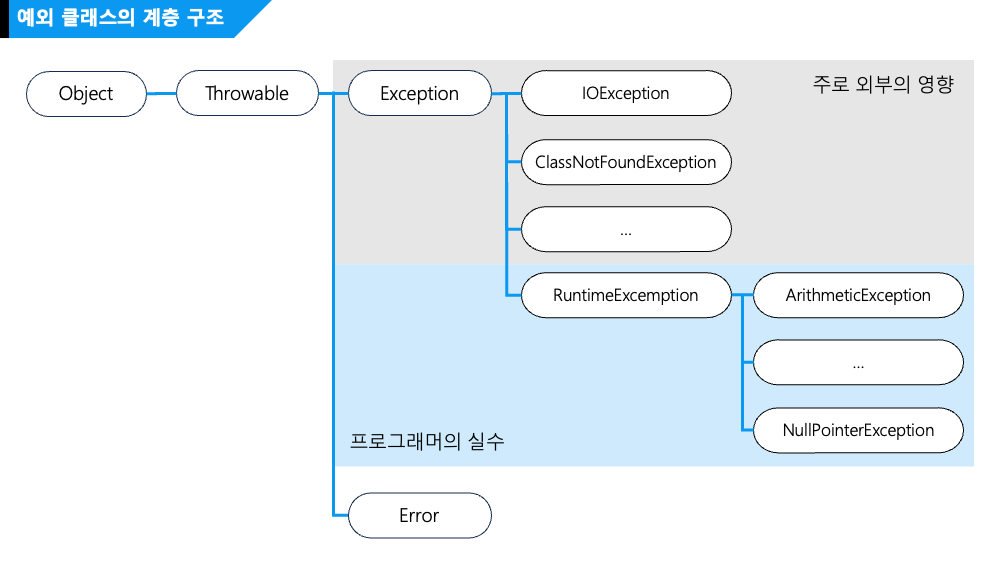 예외 클래스의 계층 구조
주로 외부의 영향
Object
Throwable
Exception
IOException
ClassNotFoundException
...
RuntimeExcemption
ArithmeticException
...
NullPointerException
프로그래머의 실수
Error